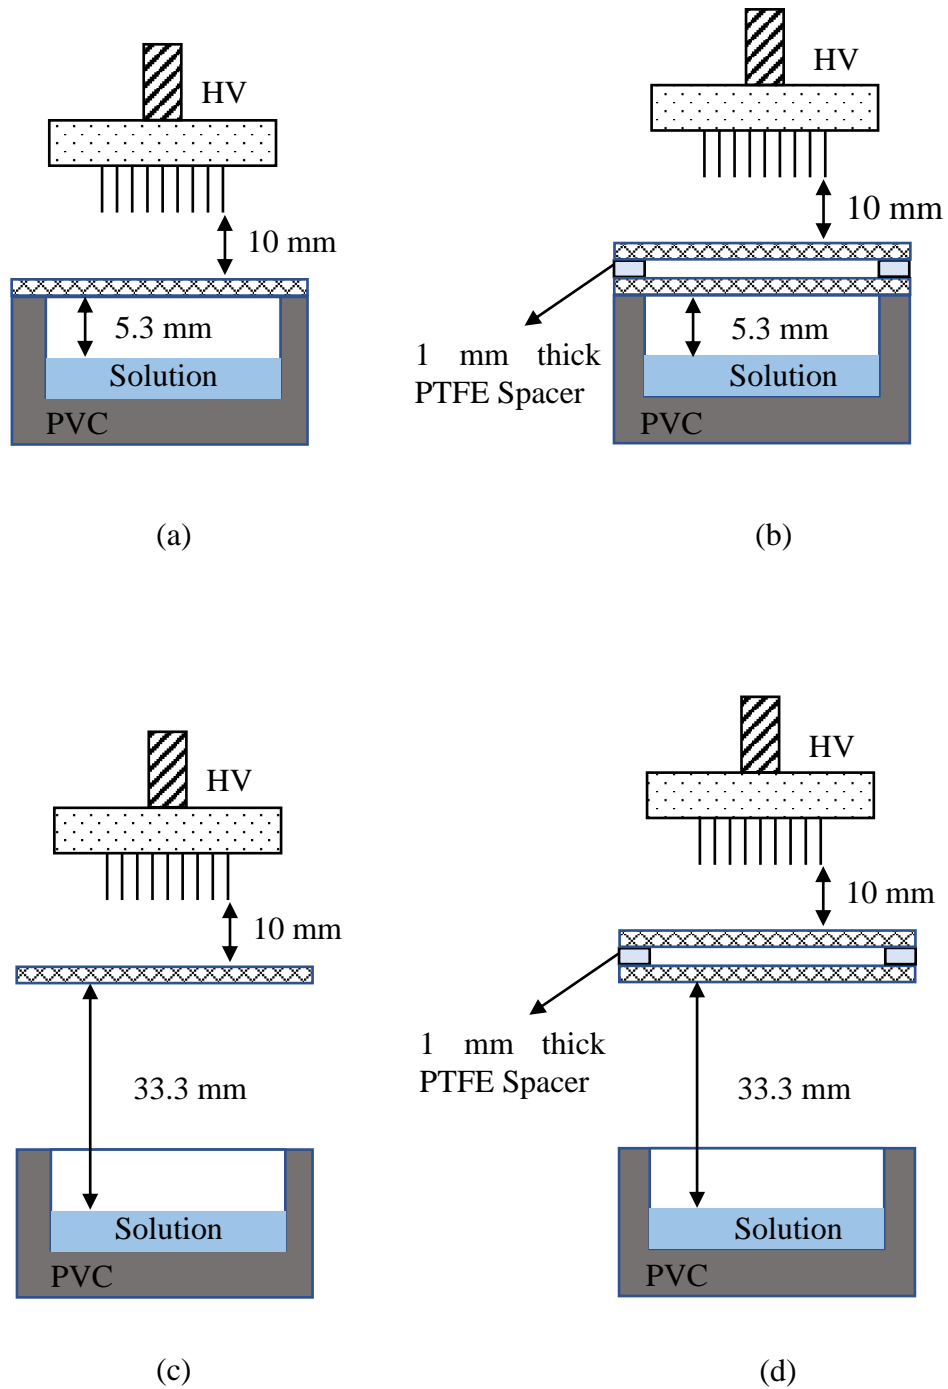 HV
10 mm
5.3 mm
Solution
PVC
(a)
HV
10 mm
1 mm thick
PTFE Spacer
5.3 mm
Solution
PVC
(b)
HV
10 mm
33.3 mm
Solution
PVC
(c)
HV
10 mm
1 mm thick
PTFE Spacer
33.3 mm
Solution
PVC
(d)